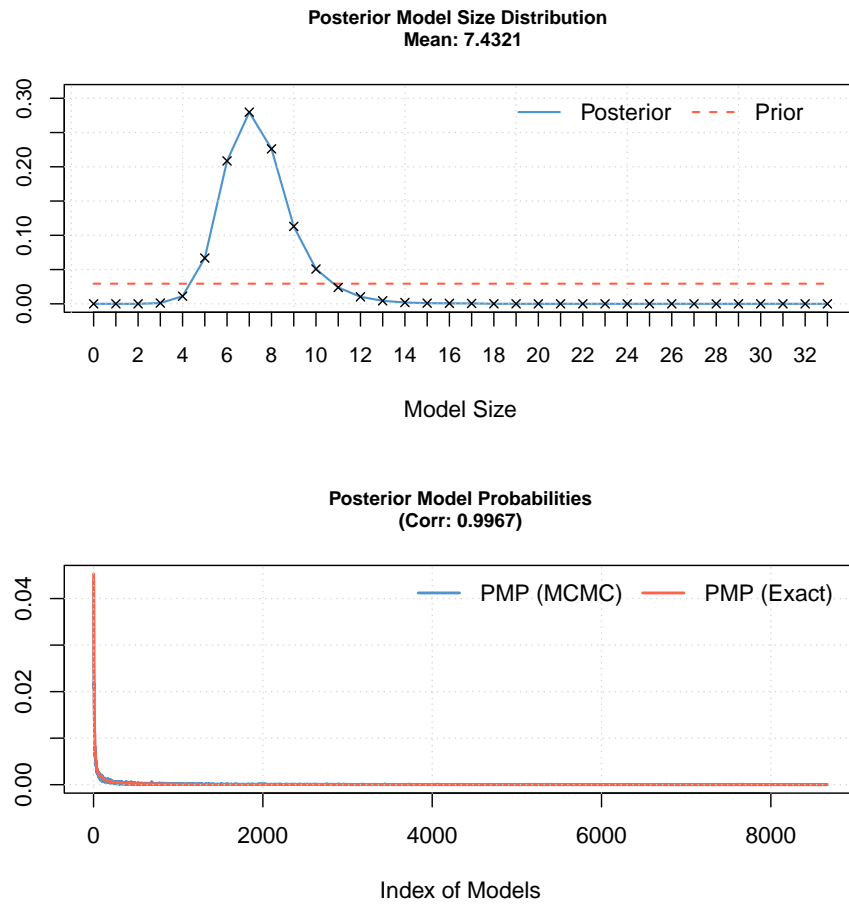 Posterior Model Size Distribution
Mean: 7.4321
Posterior Prior
0.30
0.20
0.10
0.00
0 2 4 6 8 10 12 14 16 18 20 22 24 26 28 30 32
Model Size
Posterior Model Probabilities
(Corr: 0.9967)
PMP (MCMC) PMP (Exact)
0.04
0.02
0.00
0 2000 4000 6000 8000
Index of Models